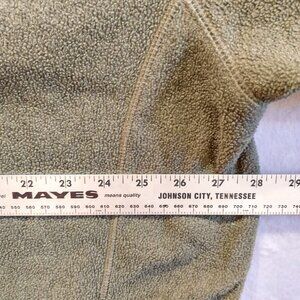 22 23 24 25 26 27 28 29
MAYES means quality JOHNSON CITY, TENNESSEE
560 570 580 590 600 610 620 630 640 650 660 670 680 690 700 710 720 730 740